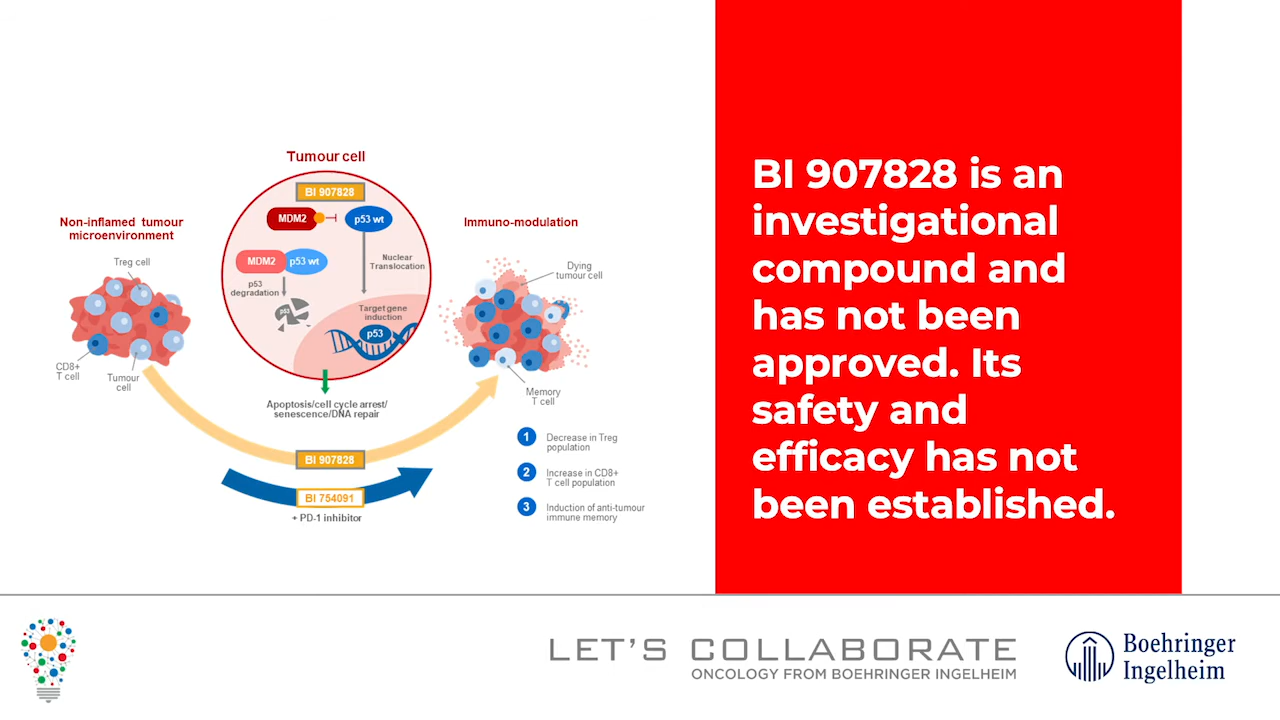 Tumour cell
BI 907828
MDM2
p53 wt
MDM2
p53 wt
Nuclear
Translocation
p53
degradation
p53
Target gene
induction
p53
Apoptosis/cell cycle arrest/
senescence/DNA repair
Non-inflamed tumour
microenvironment
Treg cell
CD8+
T cell
Tumour
cell
Immuno-modulation
Dying
tumour cell
Memory
T cell
BI 907828
BI 754091
+ PD-1 inhibitor
1 Decrease in Treg
population
2 Increase in CD8+
T cell population
3 Induction of anti-tumour
immune memory
BI 907828 is an
investigational
compound and
has not been
approved. Its
safety and
efficacy has not
been established.
LET'S COLLABORATE
ONCOLOGY FROM BOEHRINGER INGELHEIM
Boehringer
Ingelheim